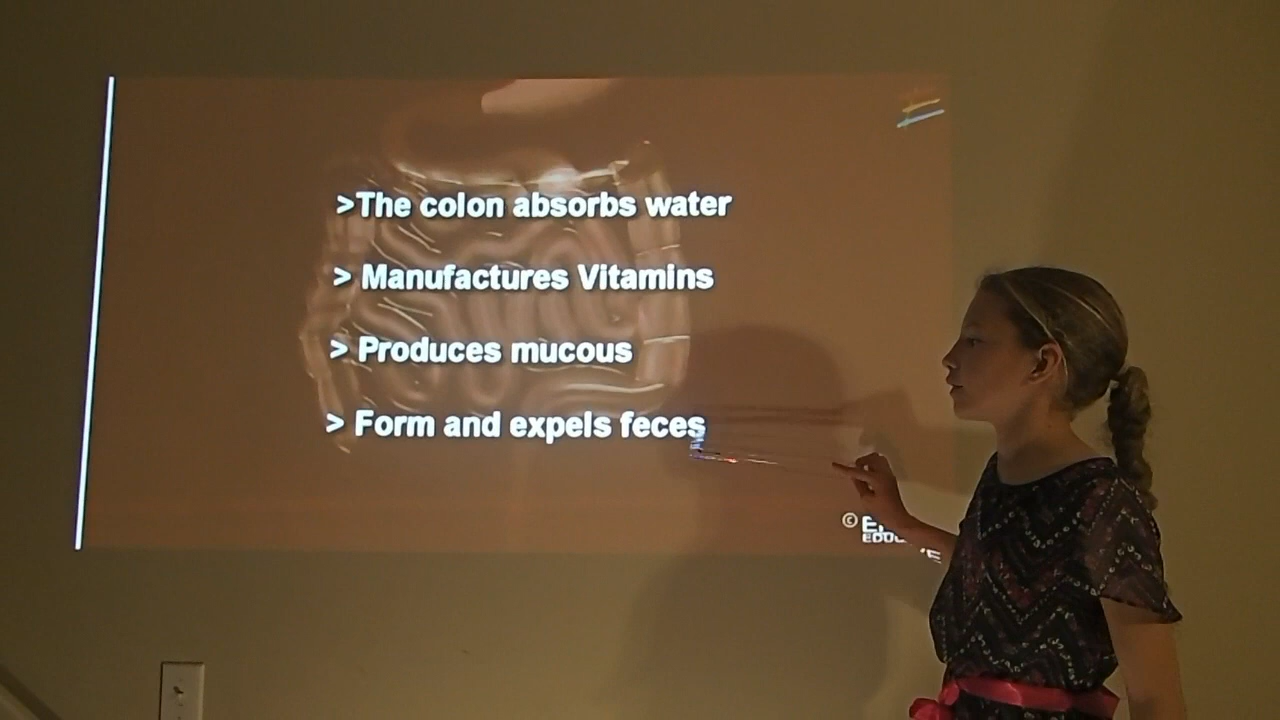 >The colon absorbs water
> Manufactures Vitamins
> Produces mucous
> Form and expels feces
©